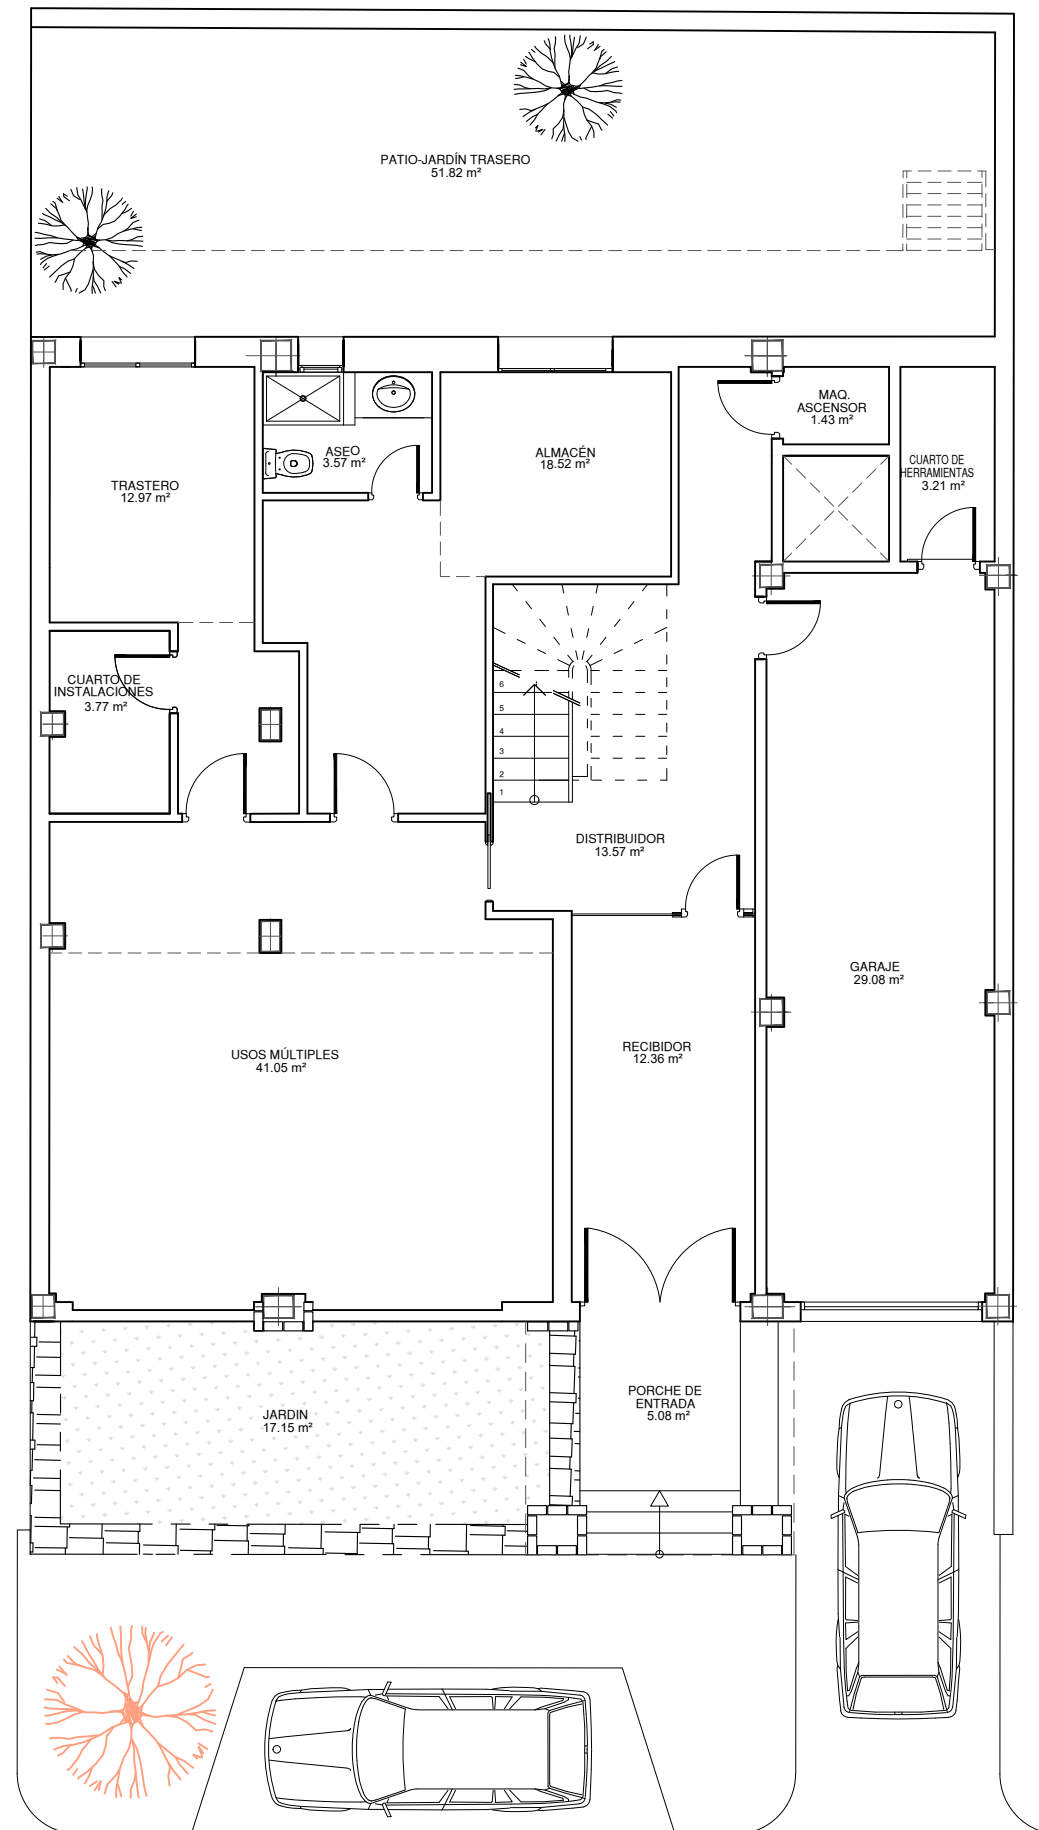 PATIO-JARDÍN TRASERO
51.82 m²
MAQ.
ASCENSOR
1.43 m²
ASEO
3.57 m²
ALMACÉN
18.52 m²
CUARTO DE
HERRAMIENTAS
3.21 m²
TRASTERO
12.97 m²
CUARTO DE
INSTALACIONES
3.77 m²
6
5
4
3
2
1
DISTRIBUIDOR
13.57 m²
GARAJE
29.08 m²
USOS MÚLTIPLES
41.05 m²
RECIBIDOR
12.36 m²
PORCHE DE
ENTRADA
5.08 m²
JARDIN
17.15 m²